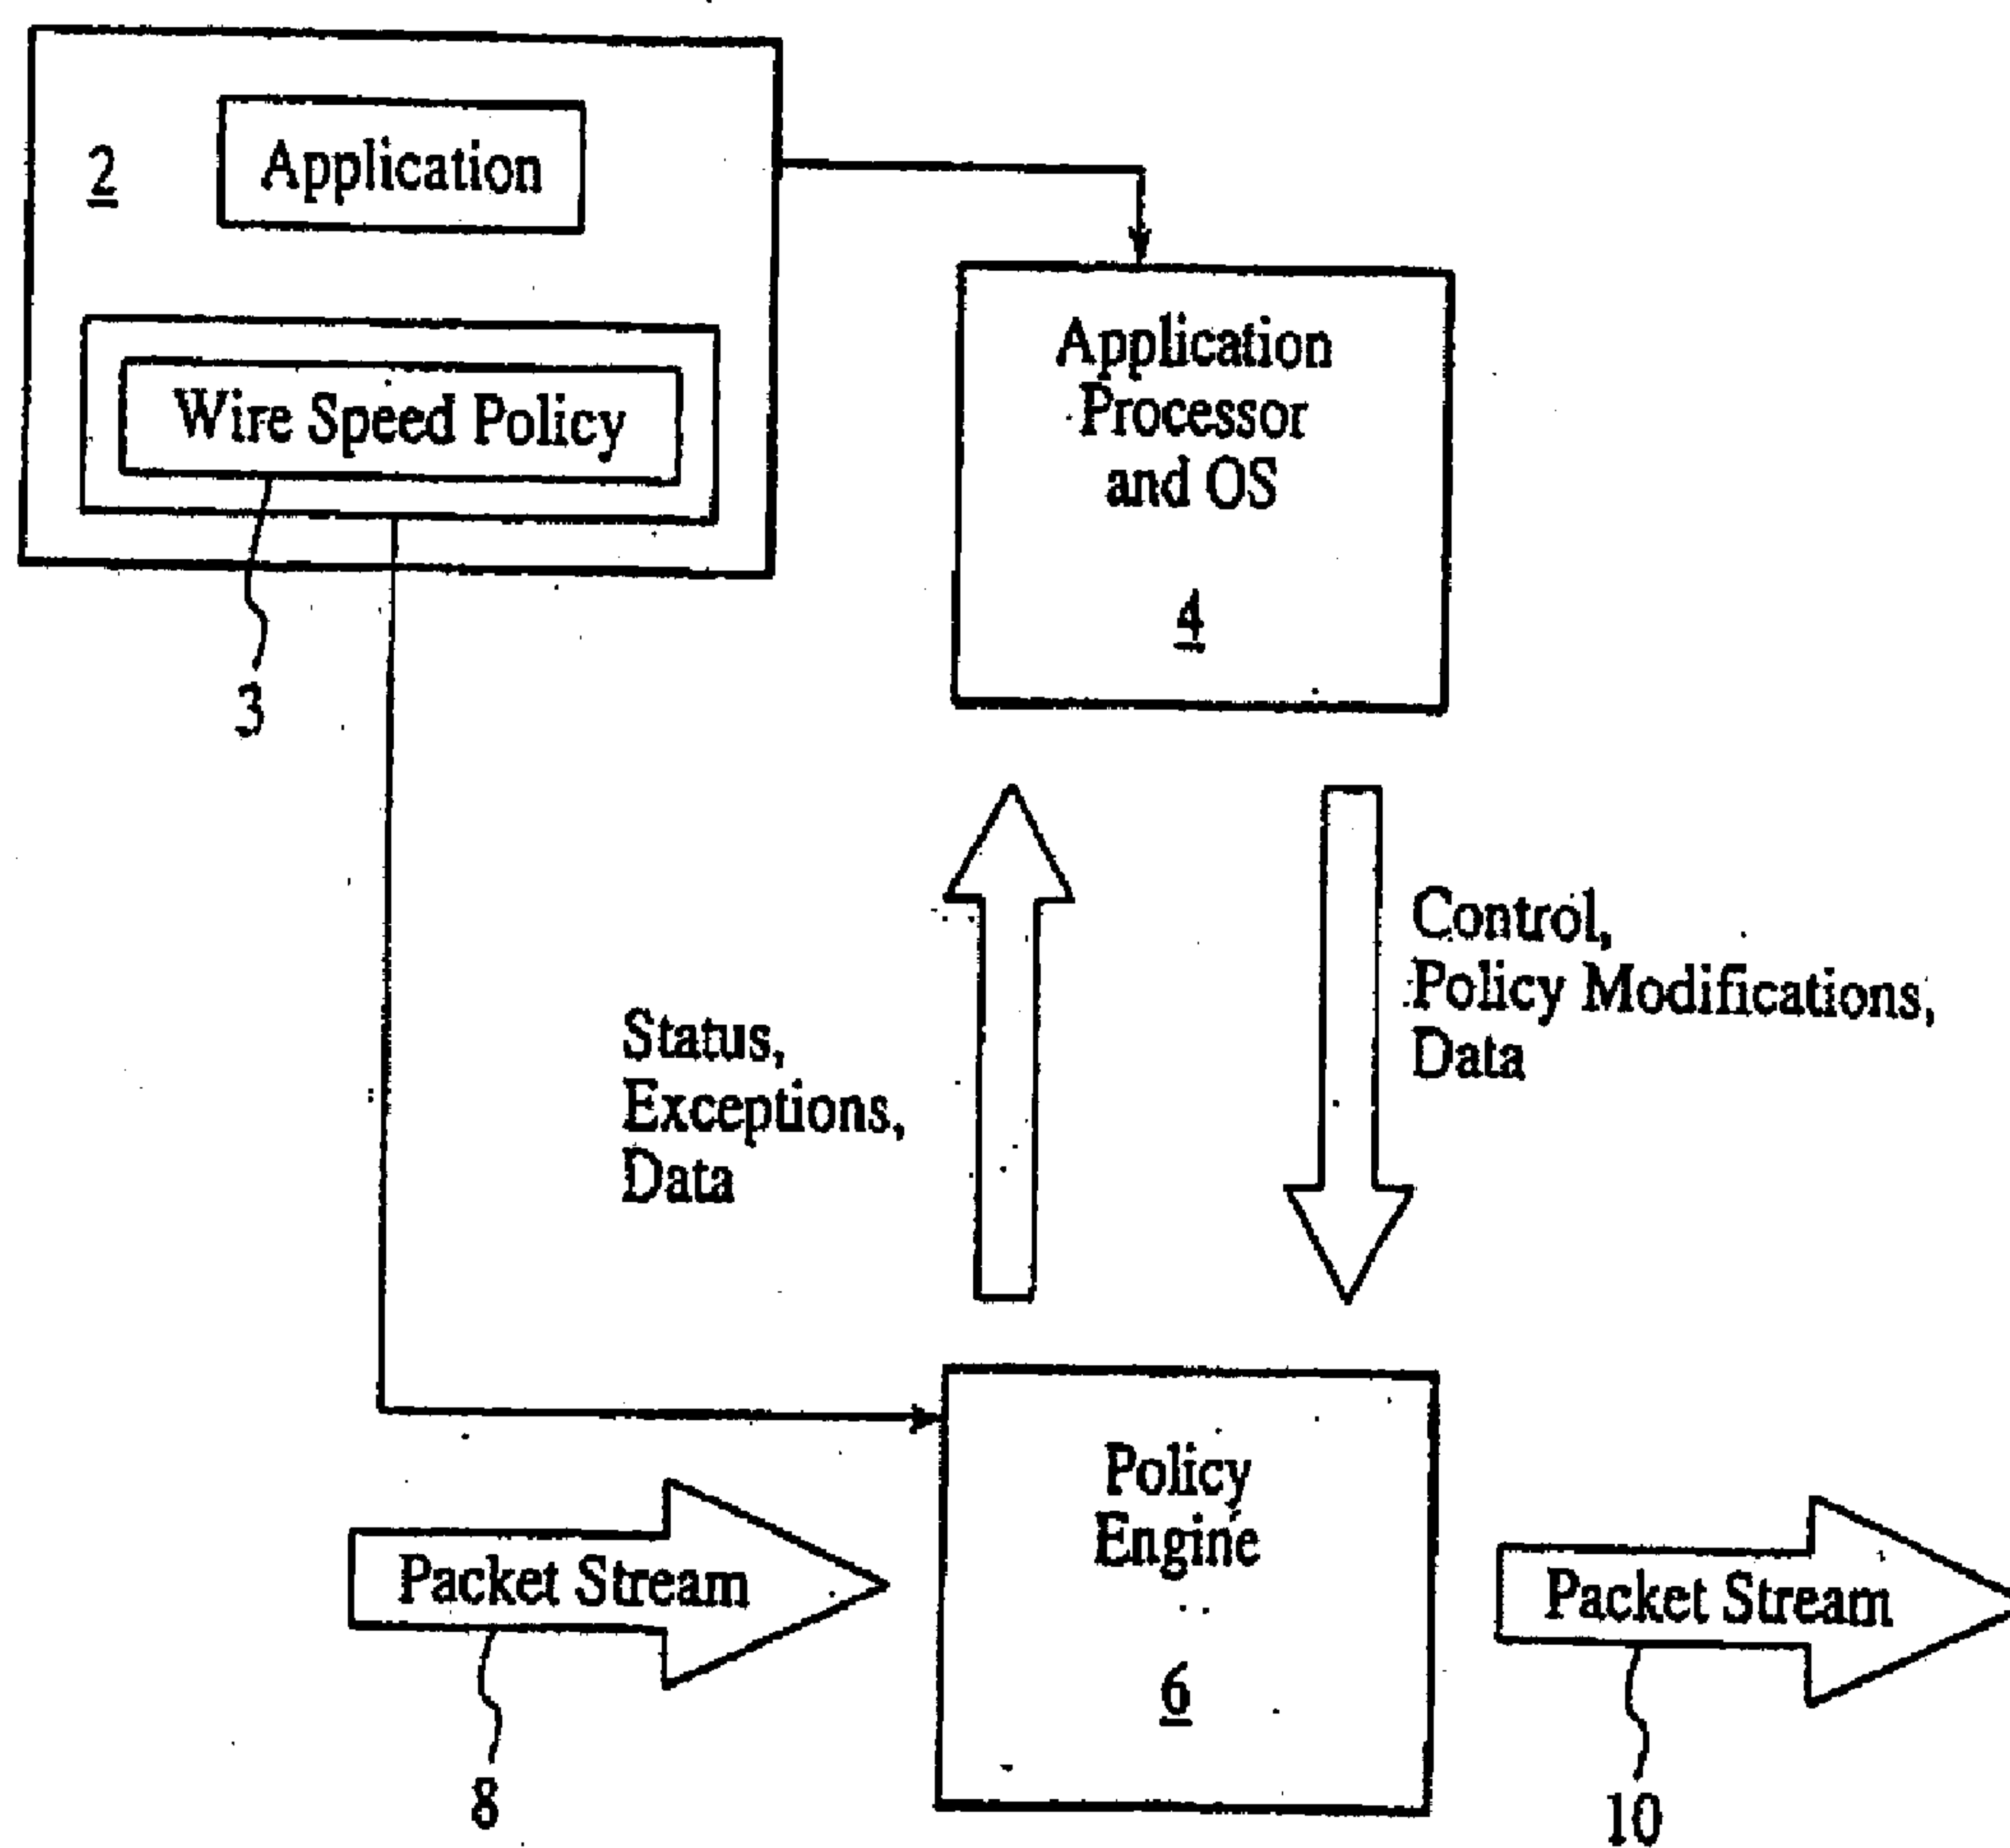 2
Application
Wire Speed Policy
3
Application
Processor
and OS
4
Status,
Exceptions,
Data
Control,
Policy Modifications,
Data
Policy
Engine
6
Packet Stream
8
Packet Stream
10